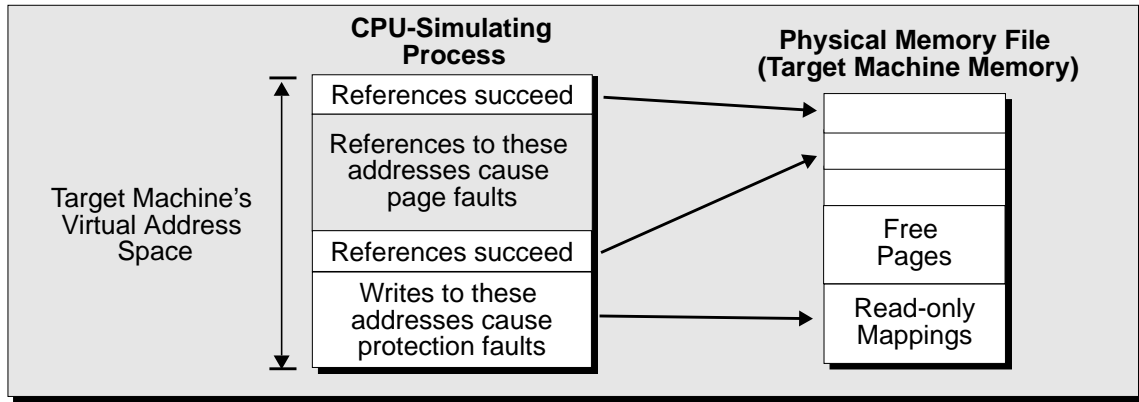 CPU-Simulating
Process
Physical Memory File
(Target Machine Memory)
Target Machine’s
Virtual Address
Space
References succeed
References to these
addresses cause
page faults
References succeed
Writes to these
addresses cause
protection faults
Free
Pages
Read-only
Mappings